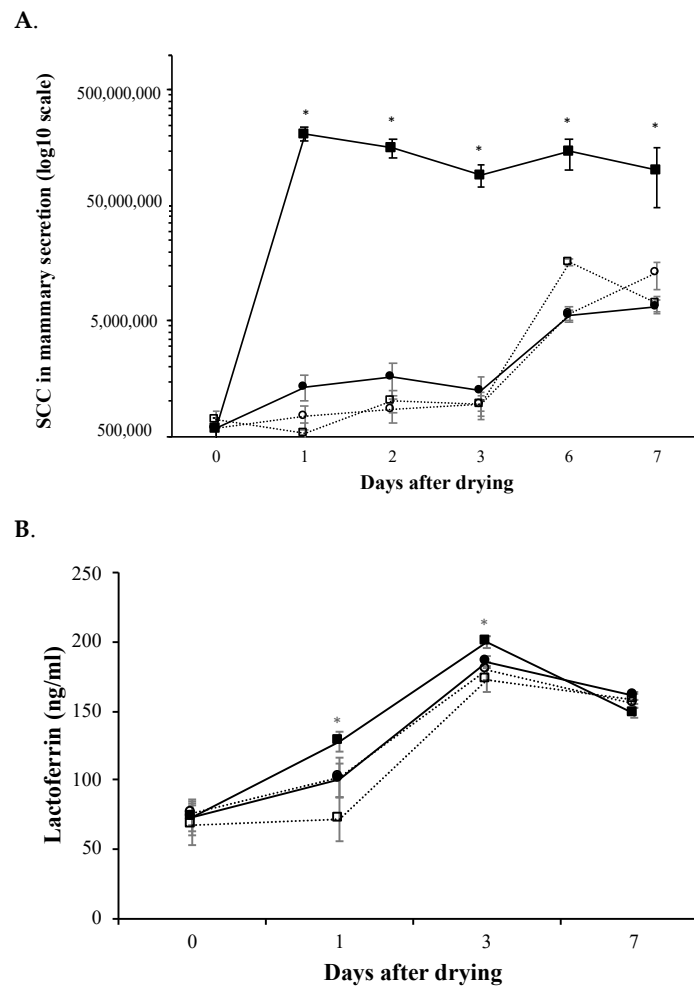 A.
SCC in mammary secretion (log10 scale)
500,000,000
50,000,000
5,000,000
500,000
* * * * *
0 1 2 3 6 7
Days after drying
B.
Lactoferrin (ng/ml)
250
200
150
100
50
0
* *
0 1 3 7
Days after drying